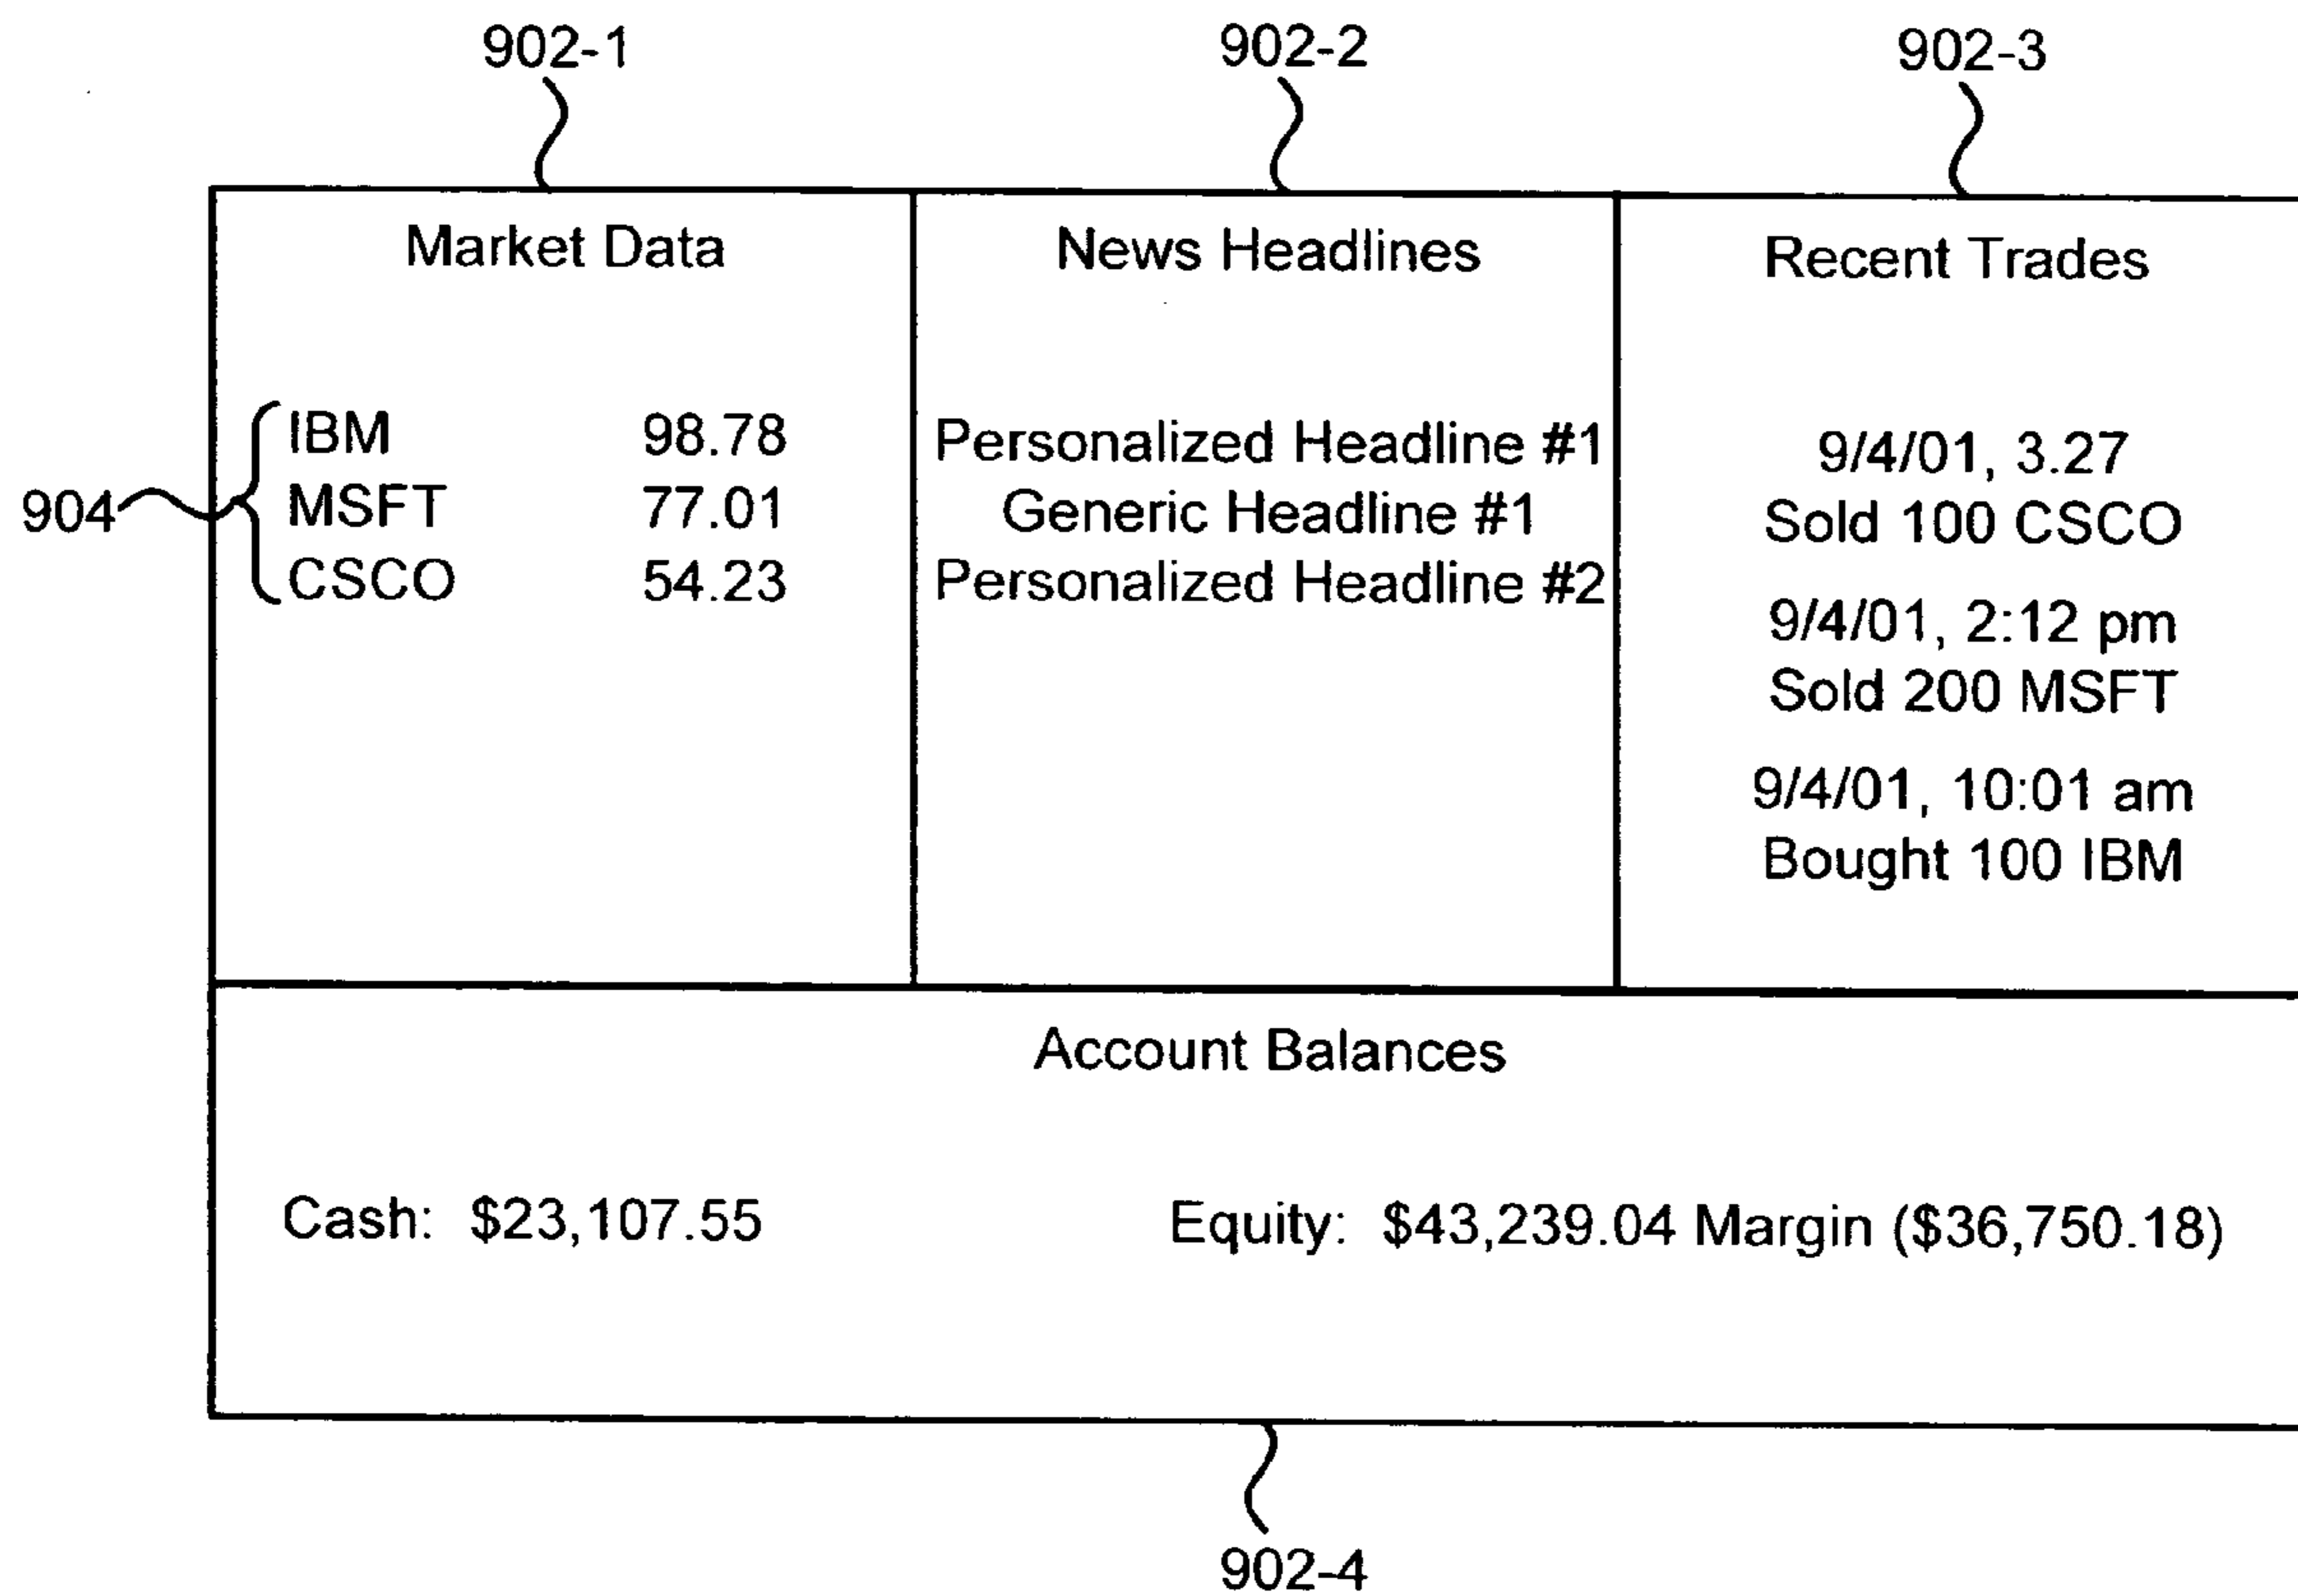 902-1
902-2
902-3
Market Data
IBM 98.78
904
MSFT 77.01
CSCO 54.23
News Headlines
Personalized Headline #1
Generic Headline #1
Personalized Headline #2
Recent Trades
9/4/01, 3.27
Sold 100 CSCO
9/4/01, 2:12 pm
Sold 200 MSFT
9/4/01, 10:01 am
Bought 100 IBM
Account Balances
Cash: $23,107.55
Equity: $43,239.04 Margin ($36,750.18)
902-4